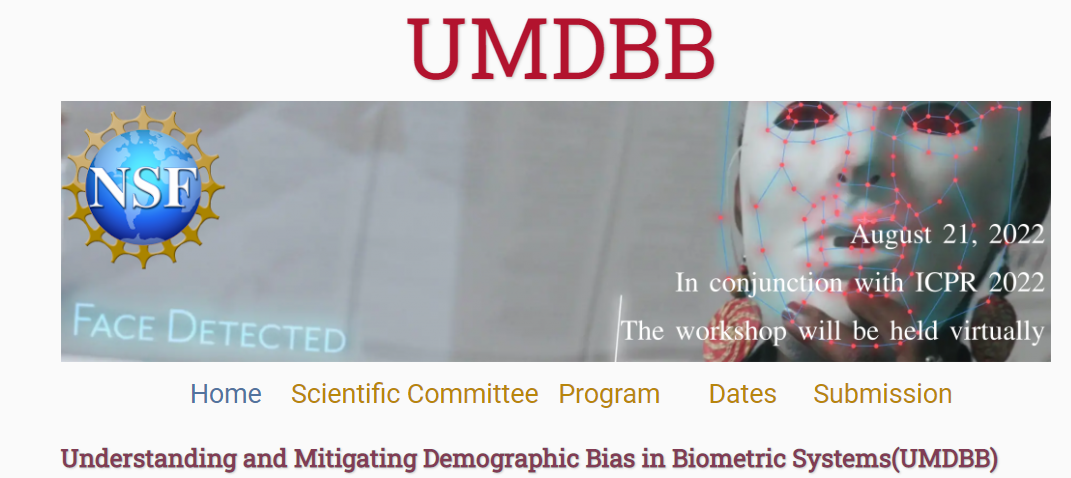 UMDBB
NSF
August 21, 2022
In conjunction with ICPR 2022
FACE DETECTED
The workshop will be held virtually
Home Scientific Committee Program Dates Submission
Understanding and Mitigating Demographic Bias in Biometric Systems(UMDBB)